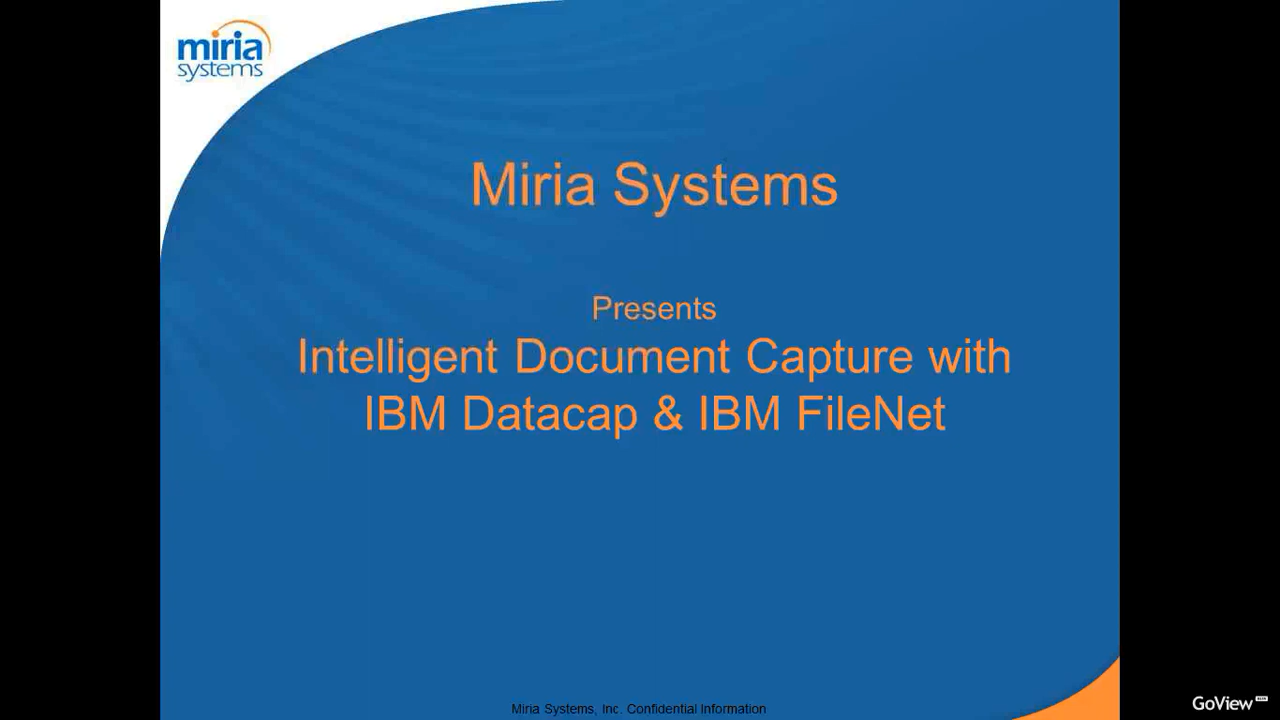 miria
systems
Miria Systems
Presents
Intelligent Document Capture with
IBM Datacap & IBM FileNet
Miria Systems, Inc. Confidential Information
GoView